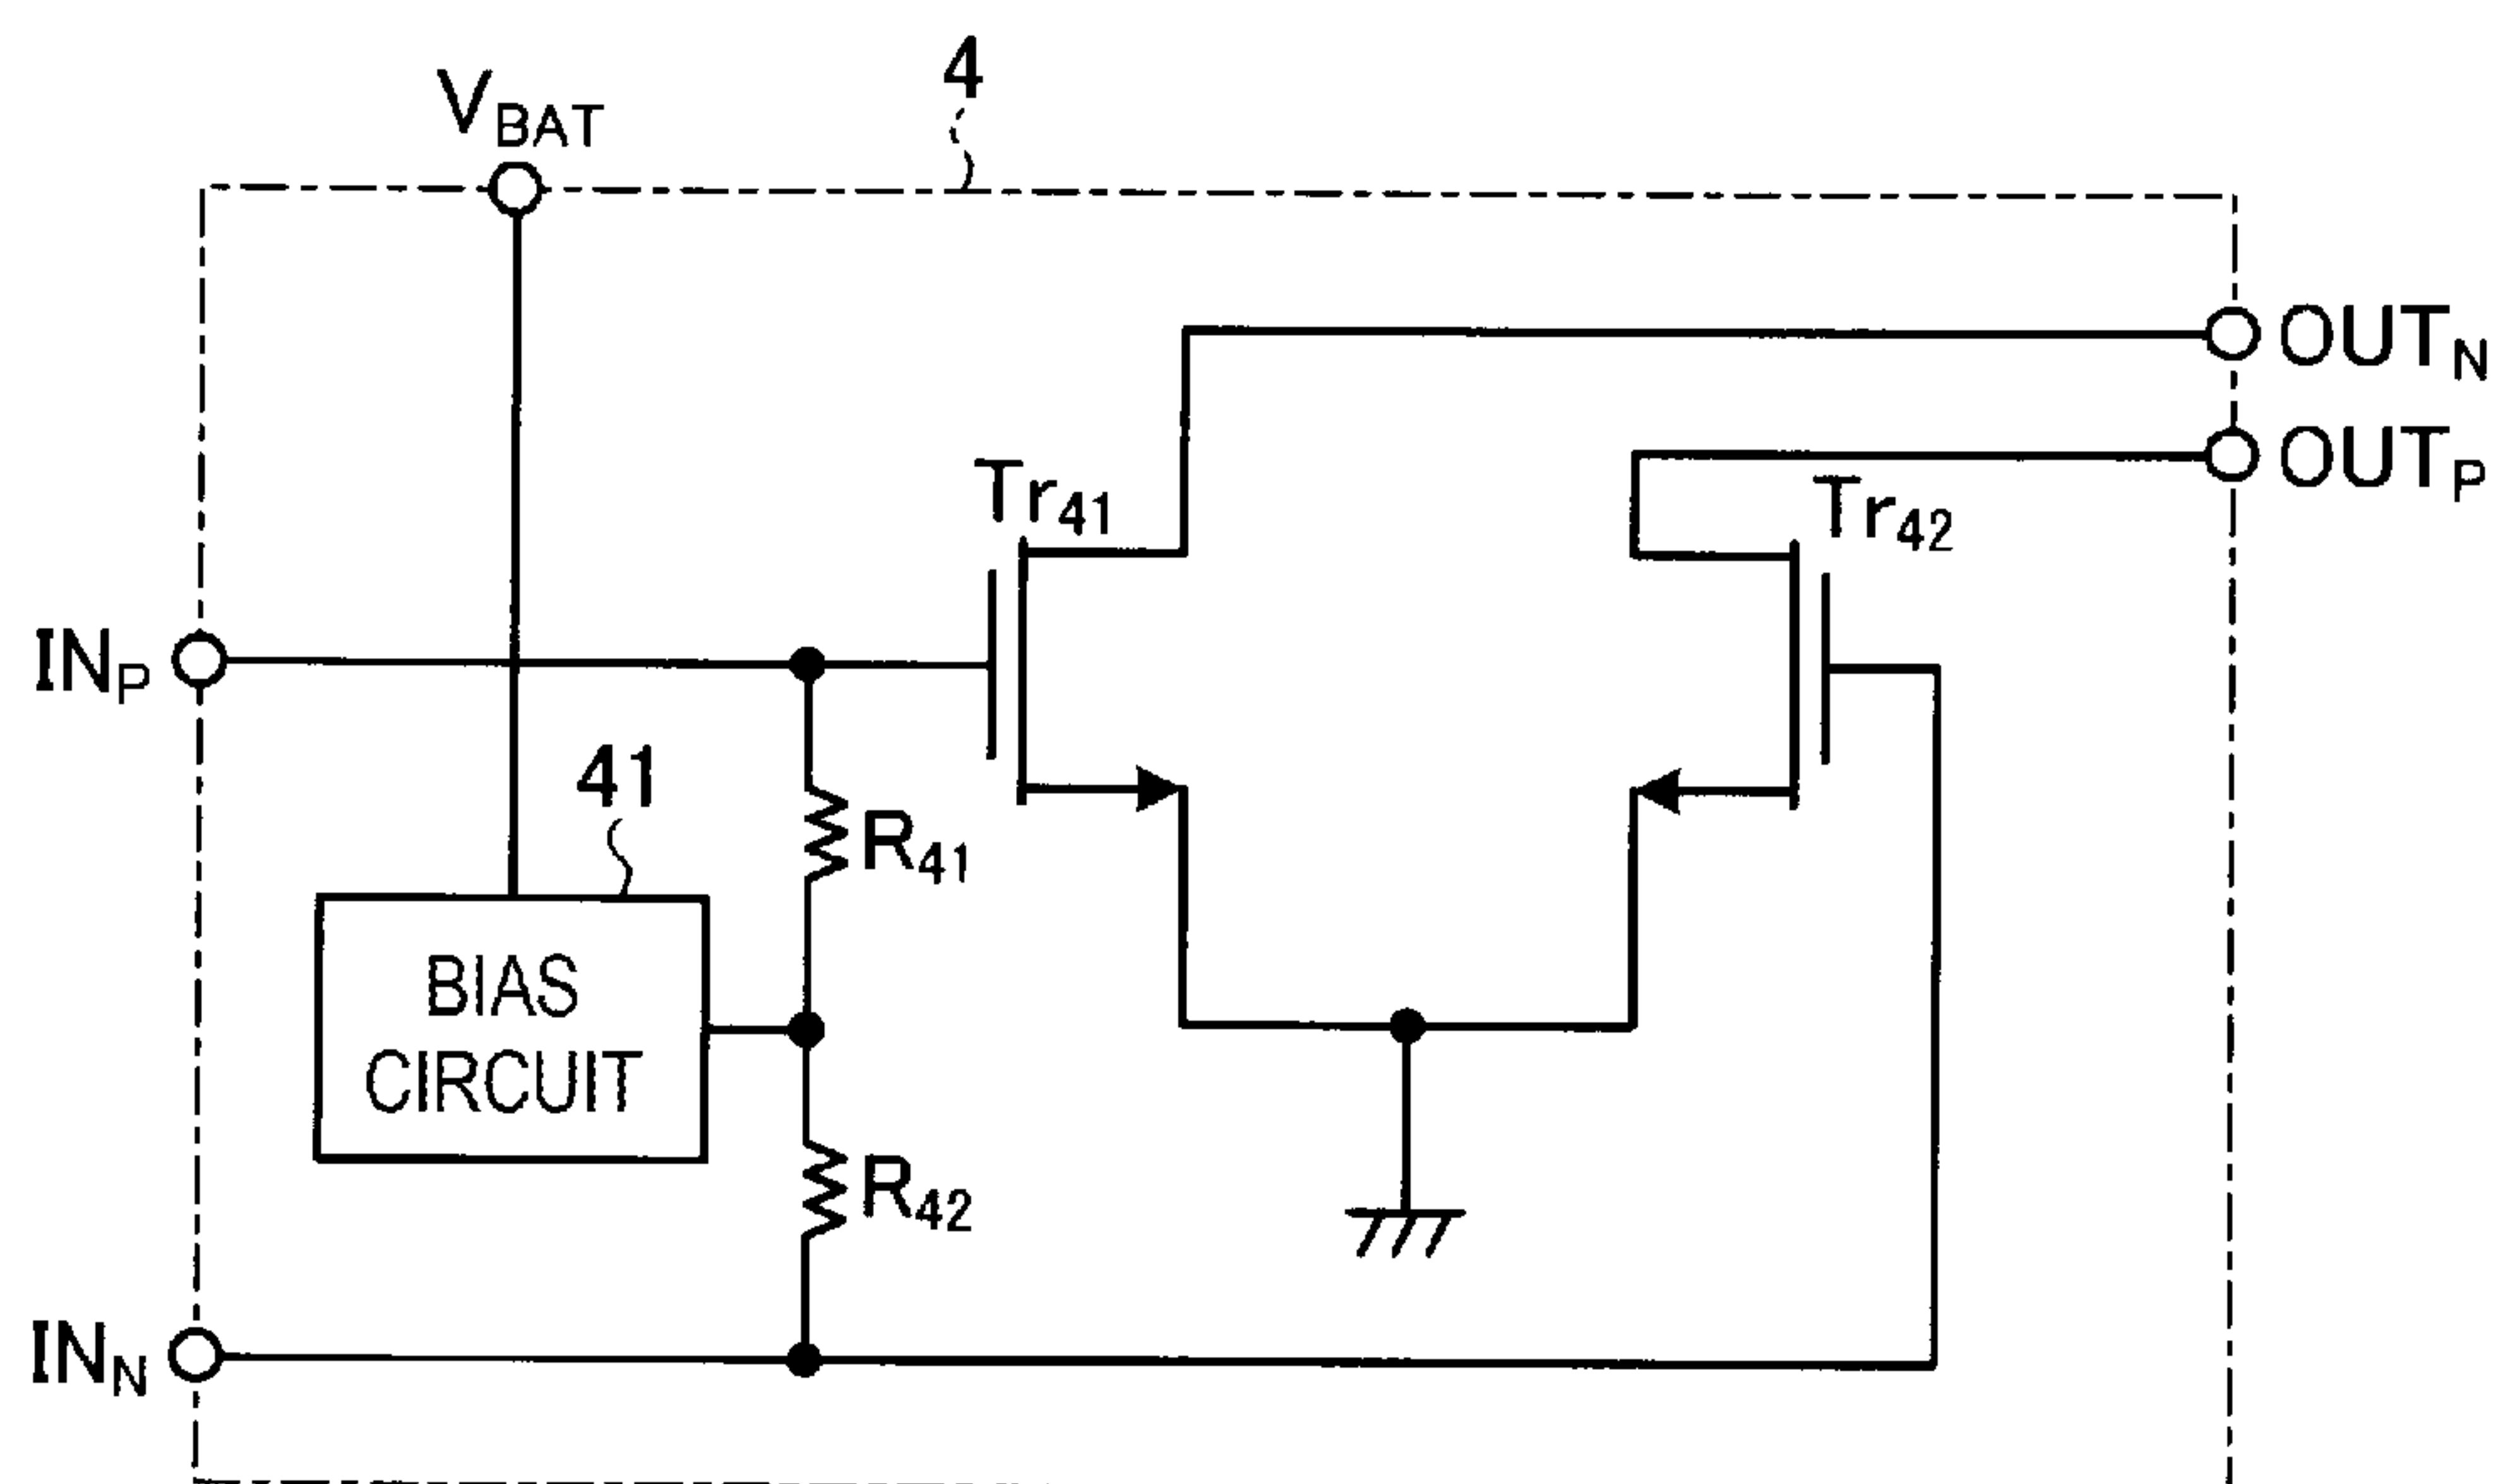 4
VBAT
OUTN
OUTP
Tr41
Tr42
INP
41
R41
BIAS
CIRCUIT
R42
INN